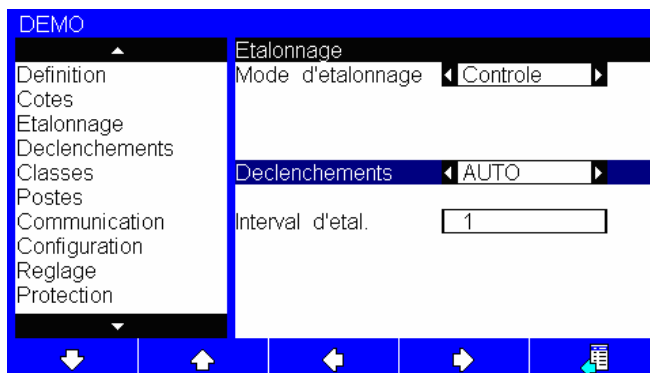 DEMO
Definition
Cotes
Etalonnage
Declenchements
Classes
Postes
Communication
Configuration
Reglage
Protection
Etalonnage
Mode d'etalonnage Controle
Declenchements AUTO
Interval d'etal. 1